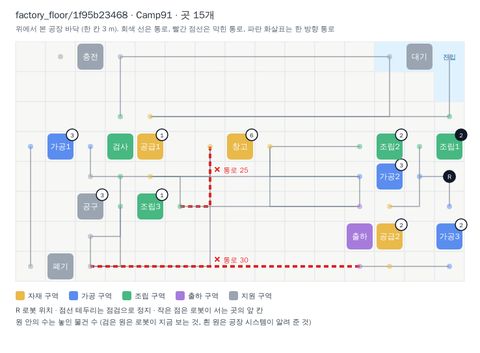 factory_floor/1f95b23468 · Camp91 · 곳 15개
위에서 본 공장 바닥 (한 칸 3 m). 회색 선은 통로, 빨간 점선은 막힌 통로, 파란 화살표는 한 방향 통로
충전
대기
가공1 3
검사
공급1 1
창고 6
조립2 2
조립1 2
✕ 통로 25
가공2 3
R
공구 3
조립3 1
출하
공급2 2
가공3 2
폐기
✕ 통로 30
자재 구역
가공 구역
조립 구역
출하 구역
지원 구역
R 로봇 위치 · 점선 테두리는 점검으로 정지 · 작은 점은 로봇이 서는 곳의 앞 칸
원 안의 수는 놓인 물건 수 (검은 원은 로봇이 지금 보는 것, 흰 원은 공장 시스템이 알려 준 것)